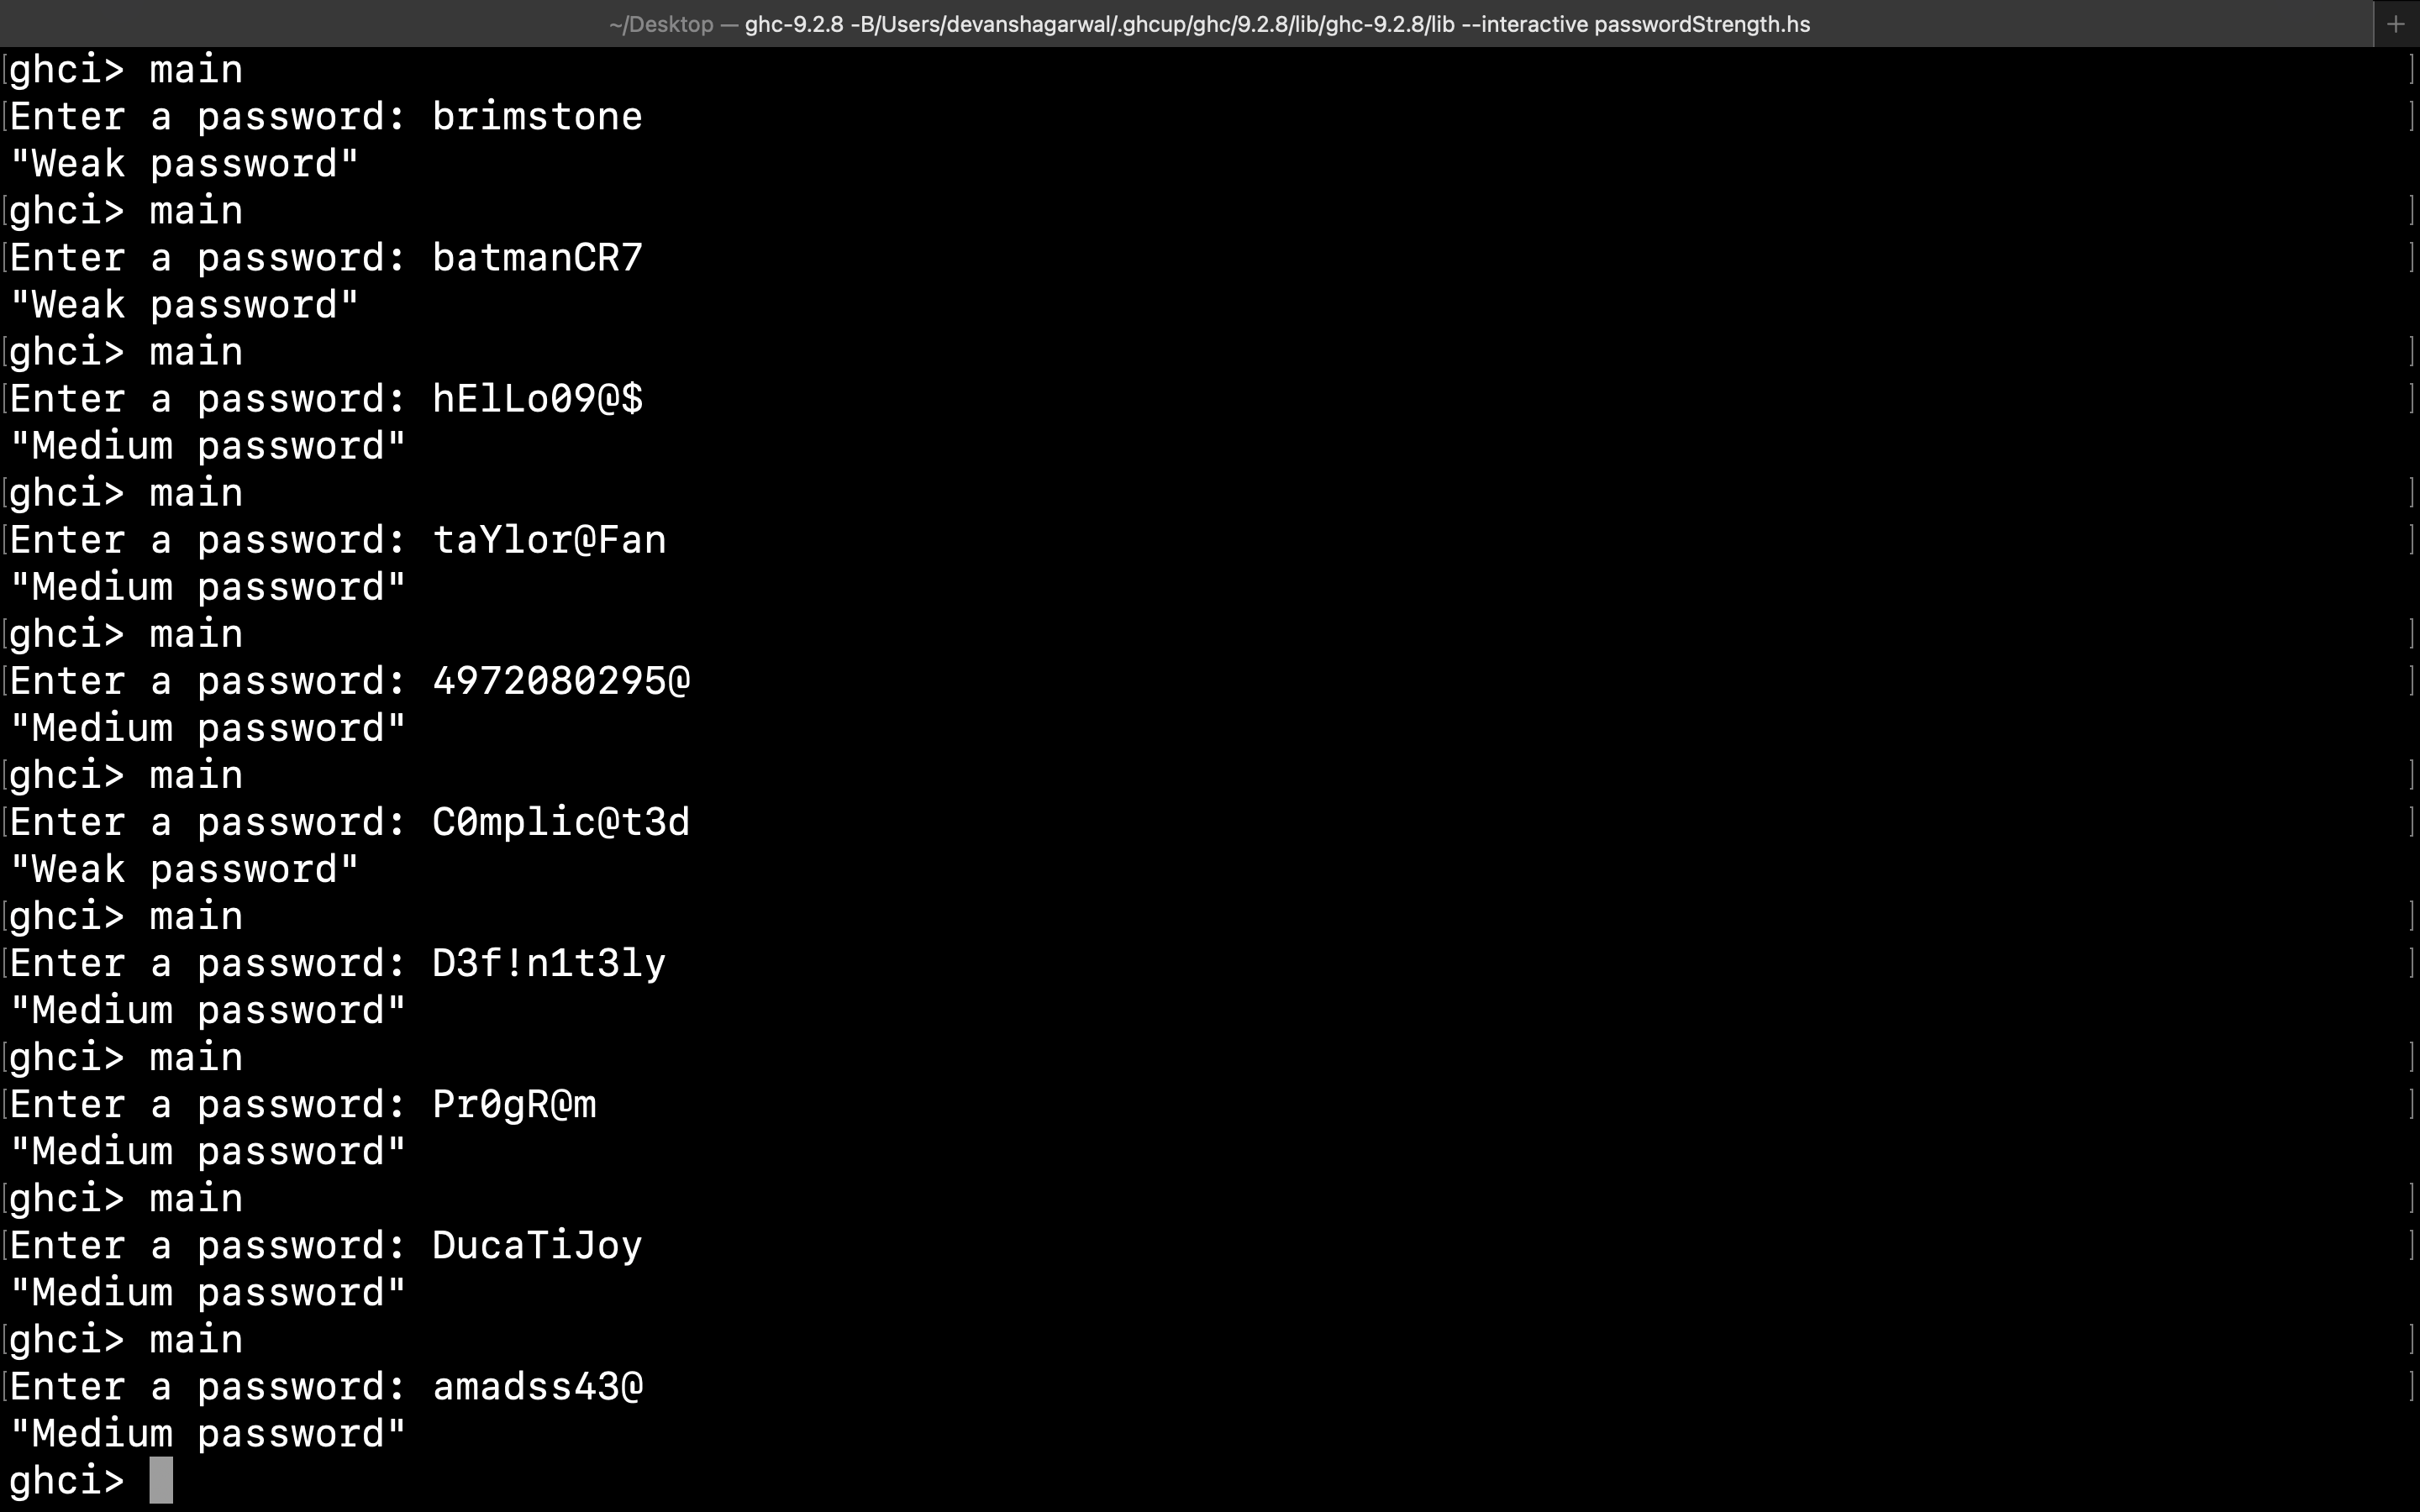 ~/Desktop — ghc-9.2.8 -B/Users/devanshagarwal/.ghcup/ghc/9.2.8/lib/ghc-9.2.8/lib --interactive passwordStrength.hs +
[ghci> main ]
[Enter a password: brimstone ]
"Weak password"
[ghci> main ]
[Enter a password: batmanCR7 ]
"Weak password"
[ghci> main ]
[Enter a password: hElLo09@$ ]
"Medium password"
[ghci> main ]
[Enter a password: taYlor@Fan ]
"Medium password"
[ghci> main ]
[Enter a password: 4972080295@ ]
"Medium password"
[ghci> main ]
[Enter a password: C0mplic@t3d ]
"Weak password"
[ghci> main ]
[Enter a password: D3f!n1t3ly ]
"Medium password"
[ghci> main ]
[Enter a password: Pr0gR@m ]
"Medium password"
[ghci> main ]
[Enter a password: DucaTiJoy ]
"Medium password"
[ghci> main ]
[Enter a password: amadss43@ ]
"Medium password"
ghci>